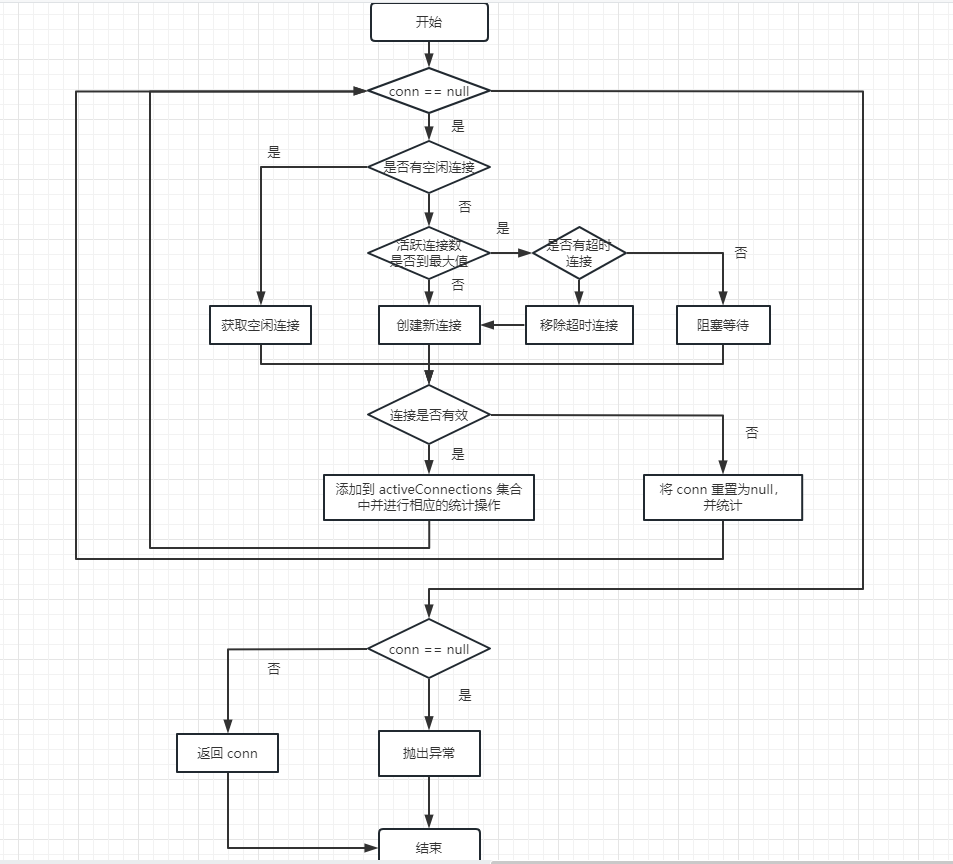 开始
conn == null
是
是
是否有空闲连接
否
是
活跃连接数
是否到最大值
是否有超时
连接
否
否
获取空闲连接
创建新连接
移除超时连接
阻塞等待
连接是否有效
否
是
添加到 activeConnections 集合
中并进行相应的统计操作
将 conn 重置为null，
并统计
conn == null
否
是
返回 conn
抛出异常
结束